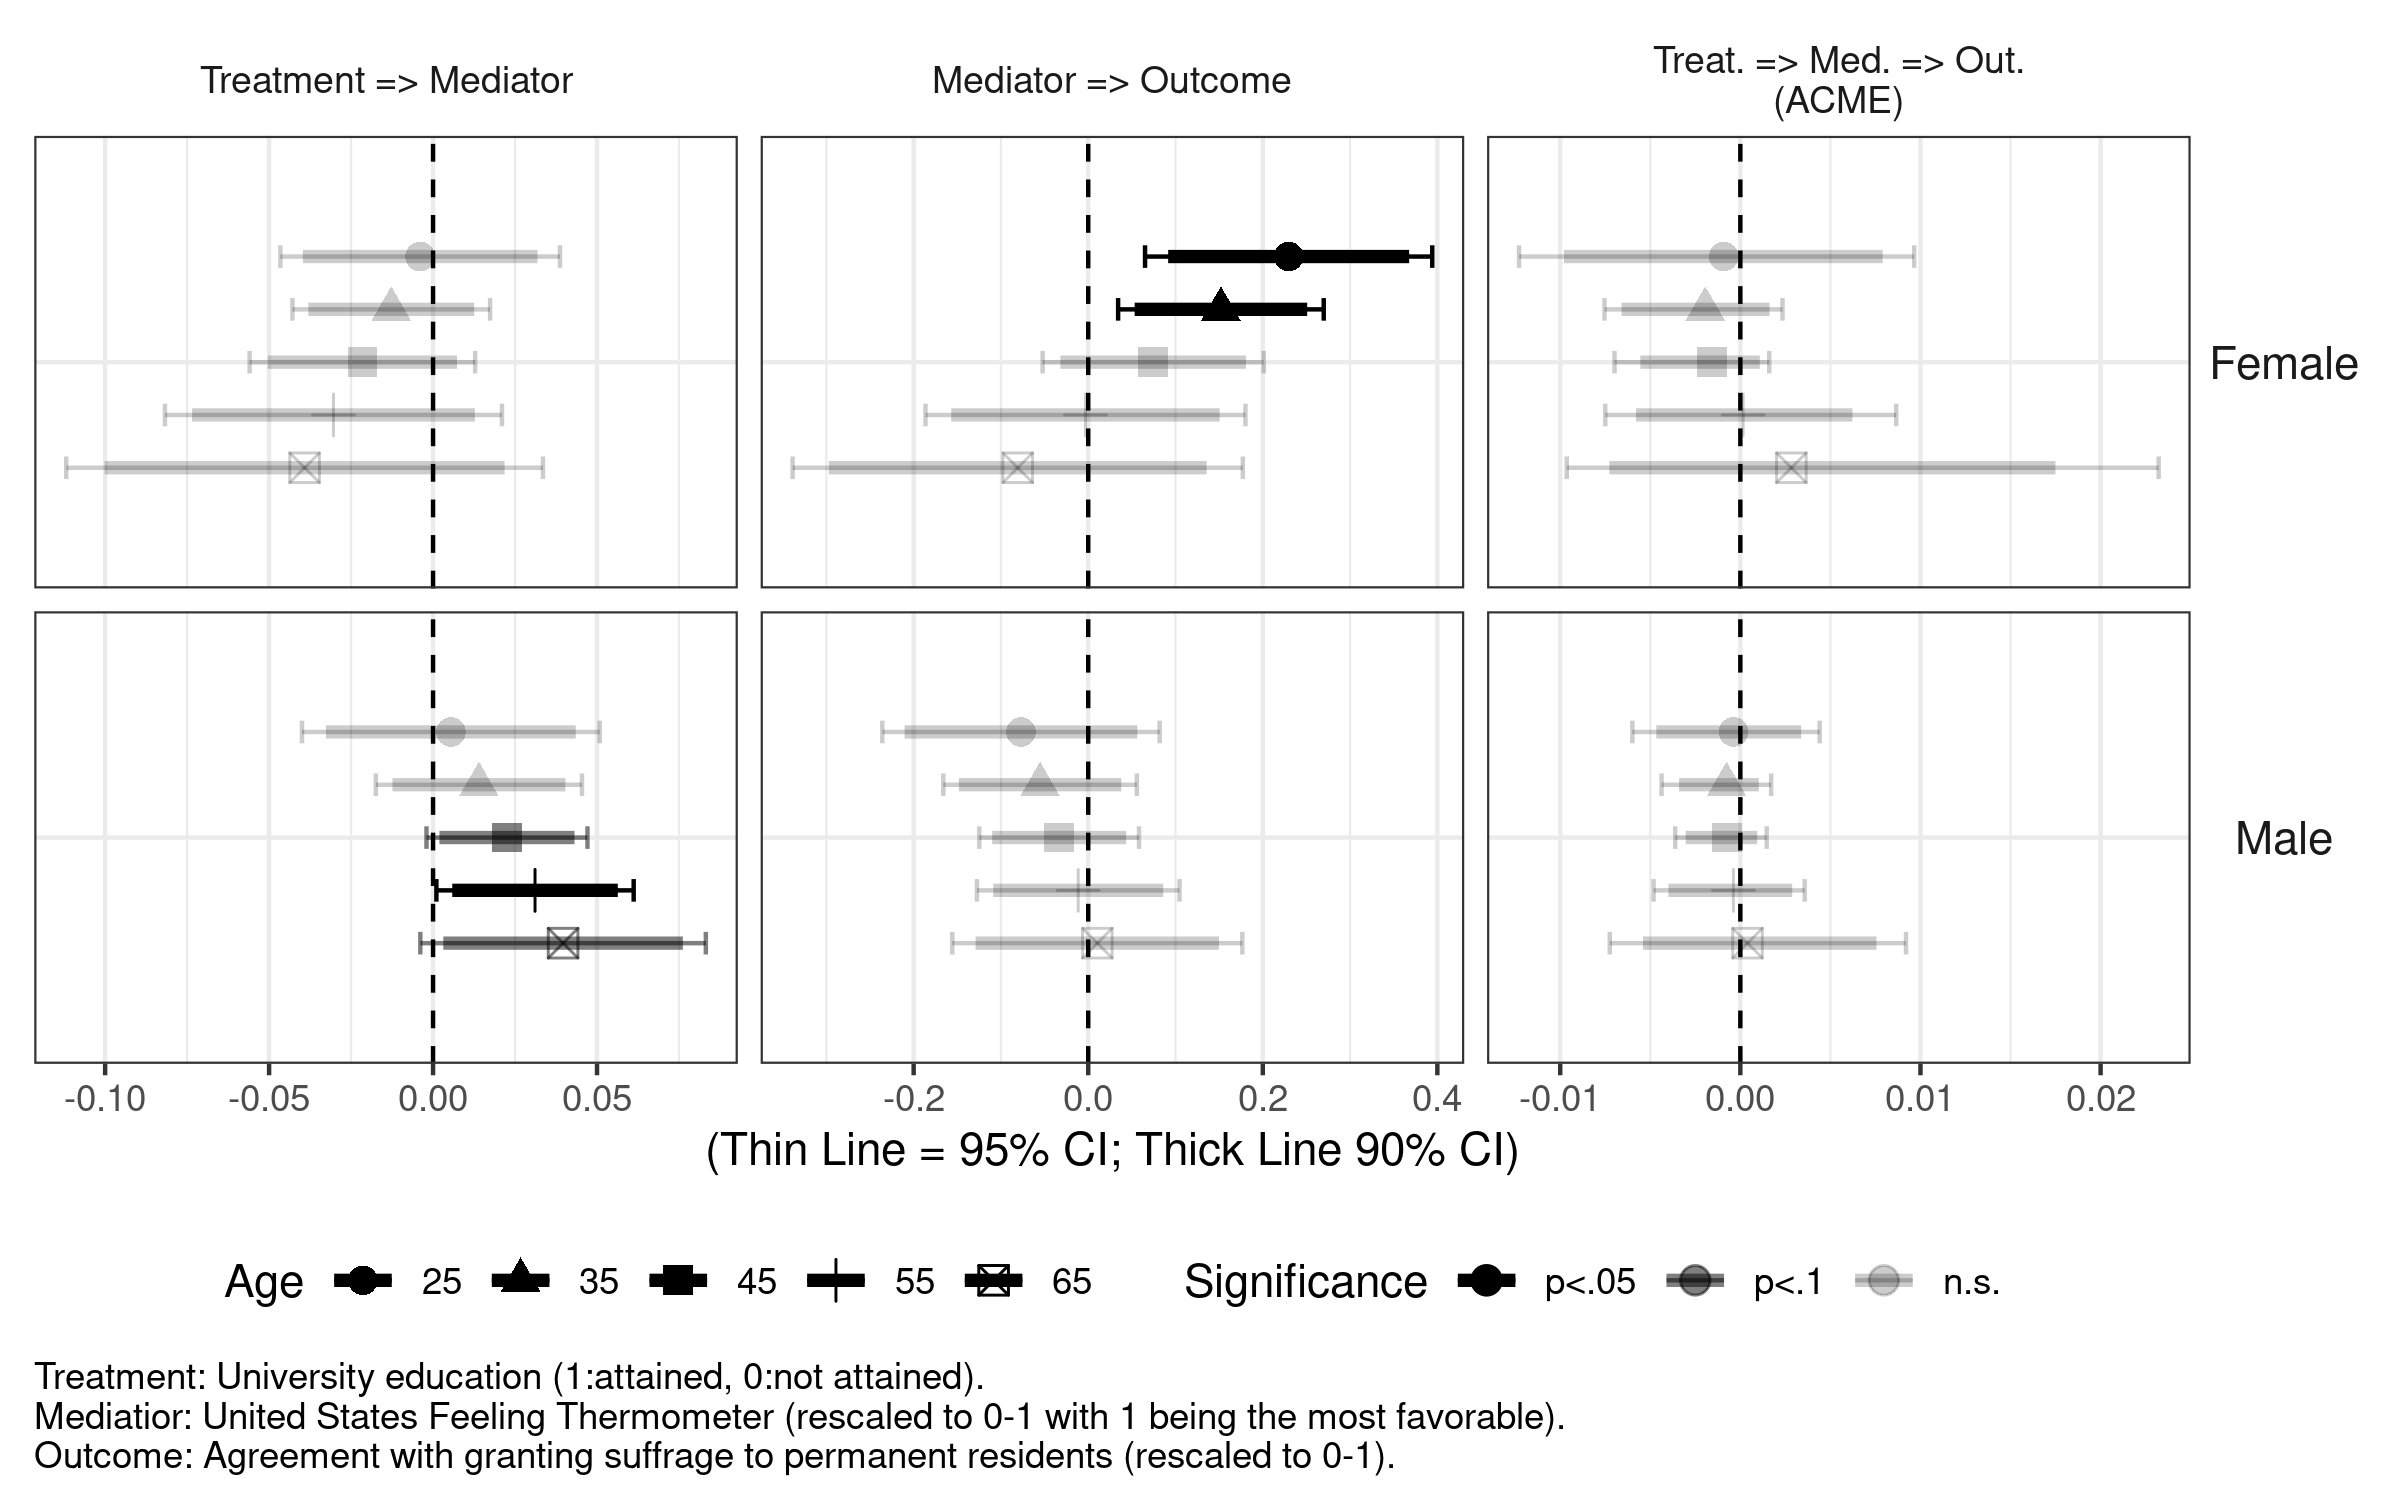 Treatment => Mediator
Mediator => Outcome
Treat. => Med. => Out.
(ACME)
Female
Male
-0.10 -0.05 0.00 0.05
-0.2 0.0 0.2 0.4
-0.01 0.00 0.01 0.02
(Thin Line = 95% CI; Thick Line 90% CI)
Age 25 35 45 55 65 Significance p<.05 p<.1 n.s.
Treatment: University education (1:attained, 0:not attained).
Mediatior: United States Feeling Thermometer (rescaled to 0-1 with 1 being the most favorable).
Outcome: Agreement with granting suffrage to permanent residents (rescaled to 0-1).